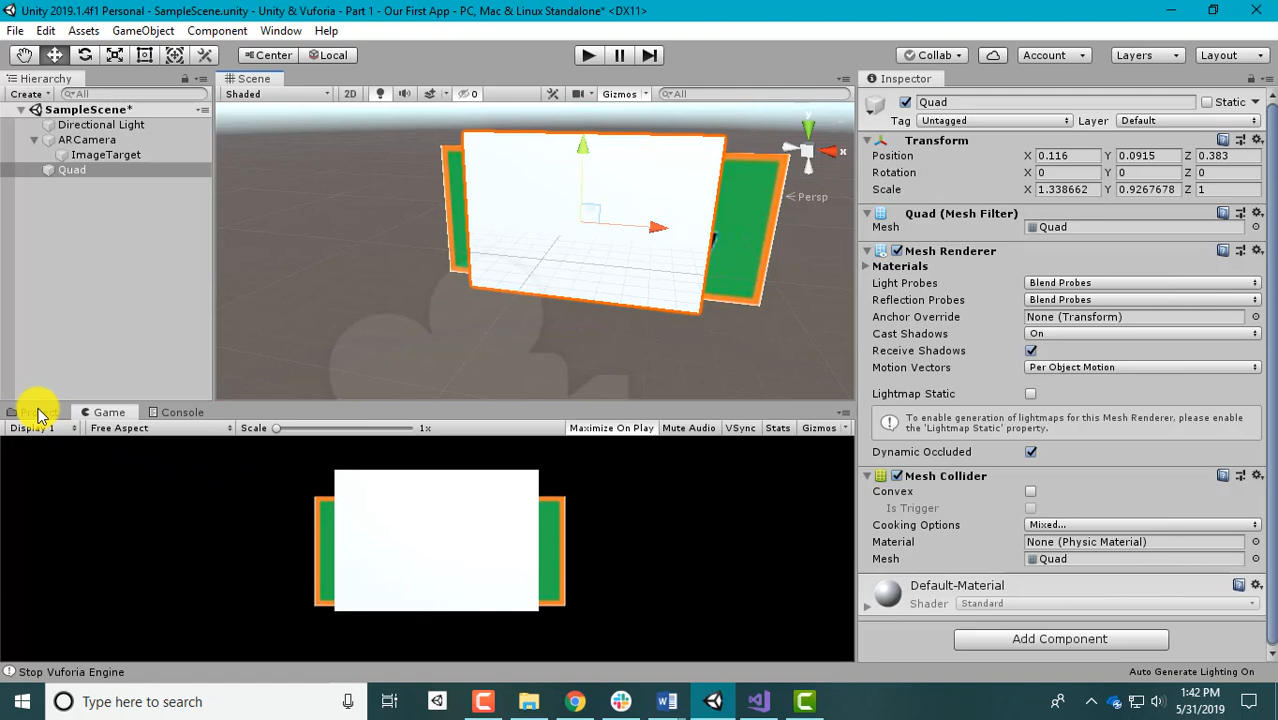 Unity 2019.1.4f1 Personal - SampleScene.unity - Unity & Vuforia - Part 1 - Our First App - PC, Mac & Linux Standalone* <DX11>
File Edit Assets GameObject Component Window Help
Center Local Collab Account Layers Layout
Hierarchy
Create All
SampleScene*
Directional Light
ARCamera
ImageTarget
Quad
Scene
Shaded 2D 0 Gizmos All
y
x
Persp
Game Console
Display 1 Free Aspect Scale 1x Maximize On Play Mute Audio VSync Stats Gizmos
Inspector
Quad Static
Tag Untagged Layer Default
Transform
Position X 0.116 Y 0.0915 Z 0.383
Rotation X 0 Y 0 Z 0
Scale X 1.338662 Y 0.9267678 Z 1
Quad (Mesh Filter)
Mesh Quad
Mesh Renderer
Materials
Light Probes Blend Probes
Reflection Probes Blend Probes
Anchor Override None (Transform)
Cast Shadows On
Receive Shadows
Motion Vectors Per Object Motion
Lightmap Static
To enable generation of lightmaps for this Mesh Renderer, please enable
the 'Lightmap Static' property.
Dynamic Occluded
Mesh Collider
Convex
Is Trigger
Cooking Options Mixed...
Material None (Physic Material)
Mesh Quad
Default-Material
Shader Standard
Add Component
Stop Vuforia Engine
Auto Generate Lighting On
Type here to search
1:42 PM
5/31/2019